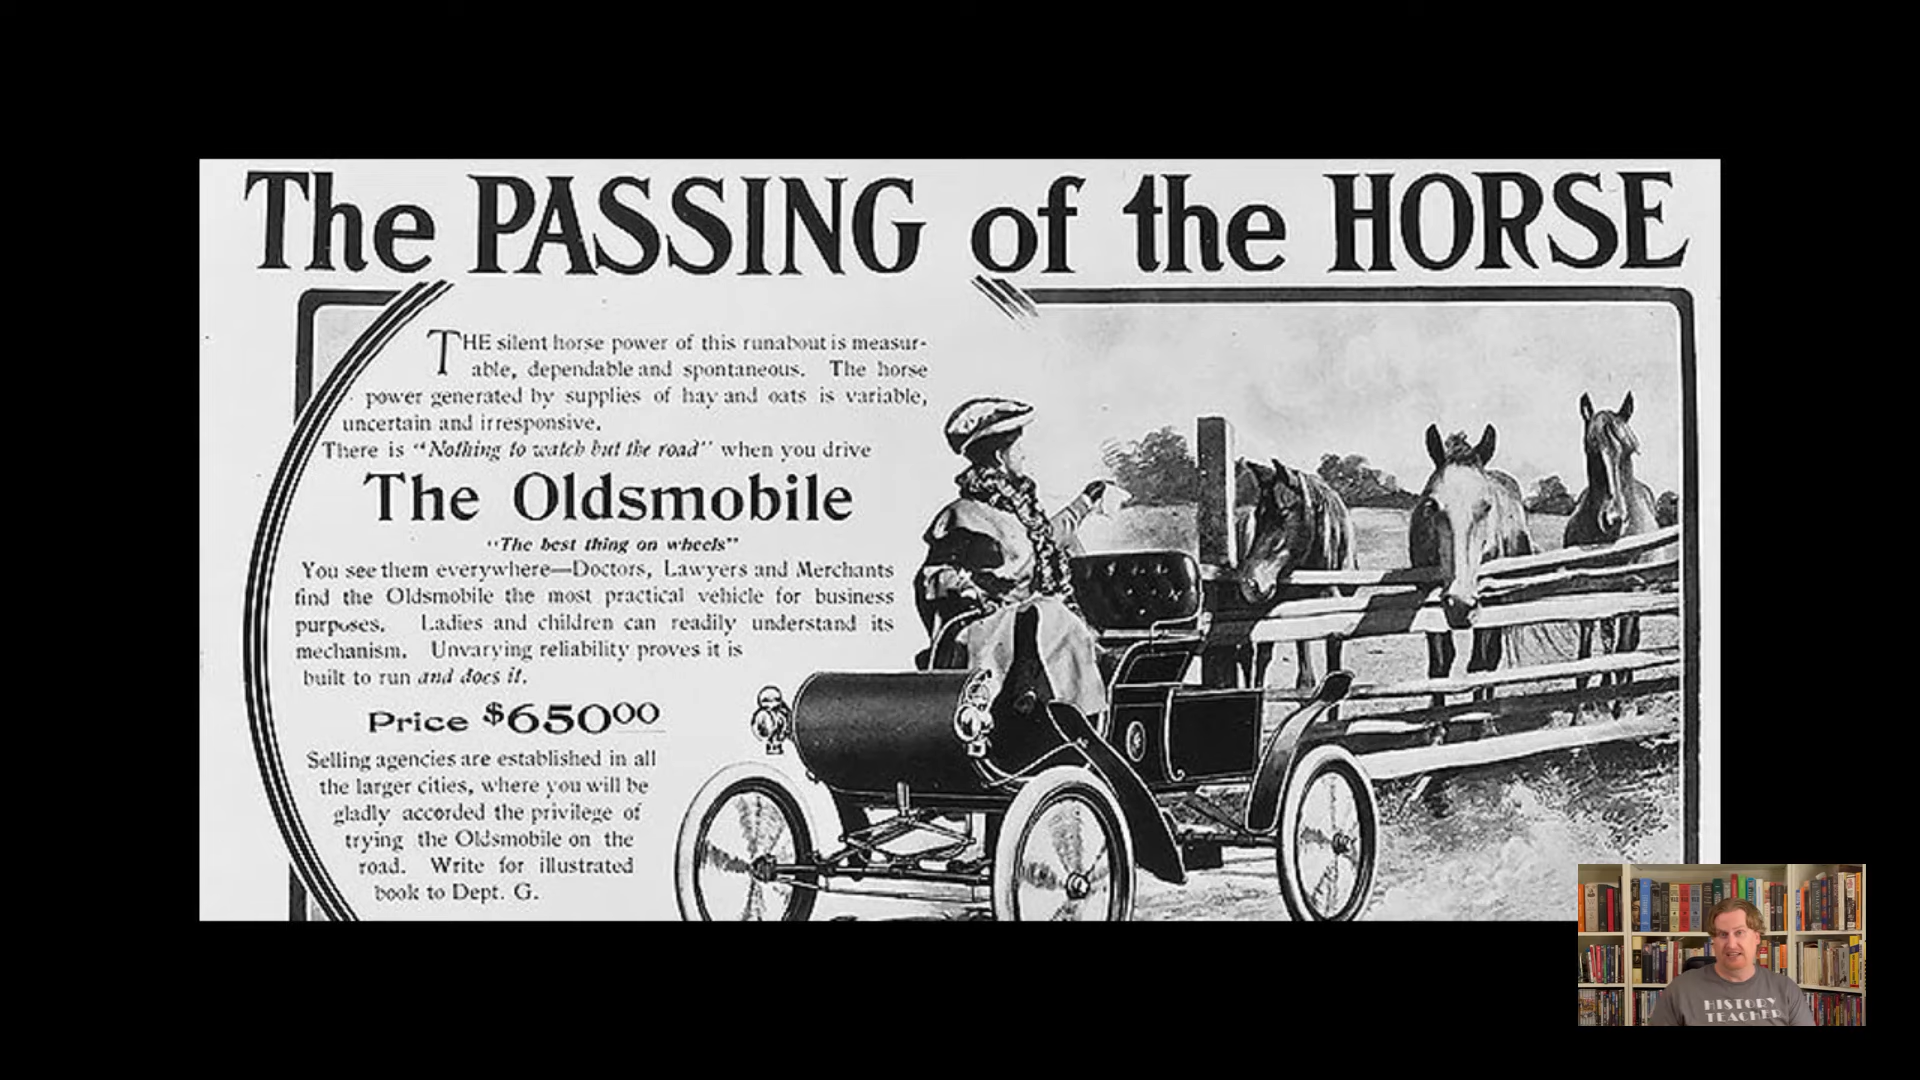 The PASSING of the HORSE
THE silent horse power of this runabout is measur-
able, dependable and spontaneous. The horse
power generated by supplies of hay and oats is variable,
uncertain and irresponsive.
There is "Nothing to watch but the road" when you drive
The Oldsmobile
"The best thing on wheels"
You see them everywhere—Doctors, Lawyers and Merchants
find the Oldsmobile the most practical vehicle for business
purposes. Ladies and children can readily understand its
mechanism. Unvarying reliability proves it is
built to run and does it.
Price $650⁰⁰
Selling agencies are established in all
the larger cities, where you will be
gladly accorded the privilege of
trying the Oldsmobile on the
road. Write for illustrated
book to Dept. G.
HISTORY
TEACHER